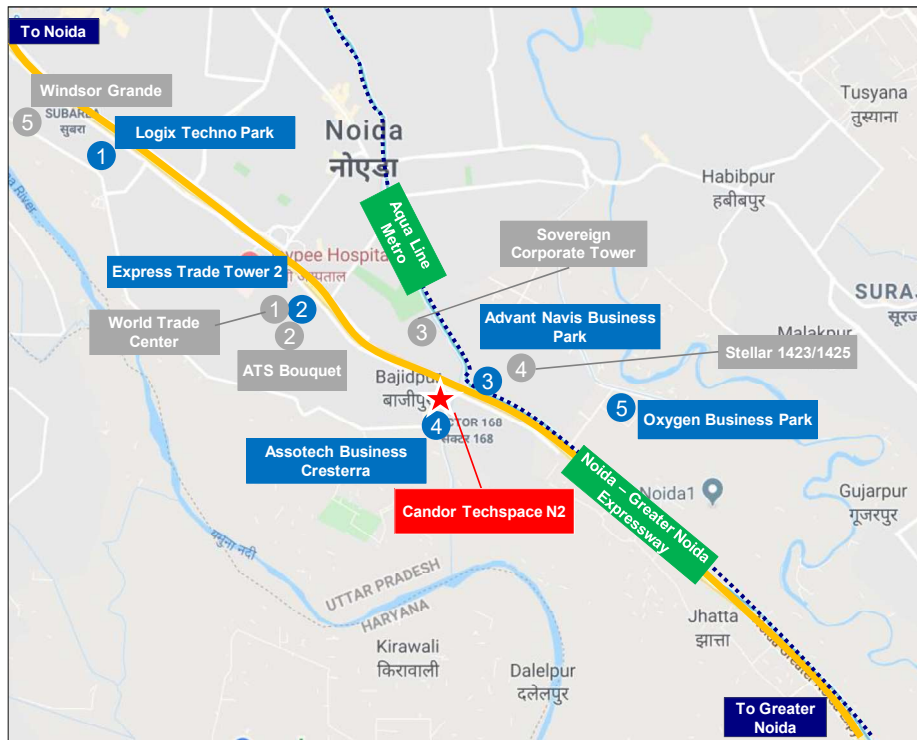 To Noida
Windsor Grande
5
SUBARBA
सुबरा
Logix Techno Park
1
Noida
नोएडा
Tusyana
तुस्याना
Habibpur
हबीबपुर
Aqua Line
Metro
Sovereign
Corporate Tower
Hospital
Express Trade Tower 2
1
2
World Trade
Center
2
ATS Bouquet
3
Advant Navis Business
Park
SURAJ
सूरज
Malakpur
4
Stellar 1423/1425
Bajidpur
बाजीपुर
3
4
SECTOR 168
सेक्टर 168
5
Oxygen Business Park
Assotech Business
Cresterra
Candor Techspace N2
Noida – Greater Noida
Expressway
Noida1
Gujarpur
गूजरपुर
यमुना नदी
UTTAR PRADESH
HARYANA
Kirawali
किरावाली
Jhatta
झात्ता
Dalelpur
दलेलपुर
To Greater
Noida